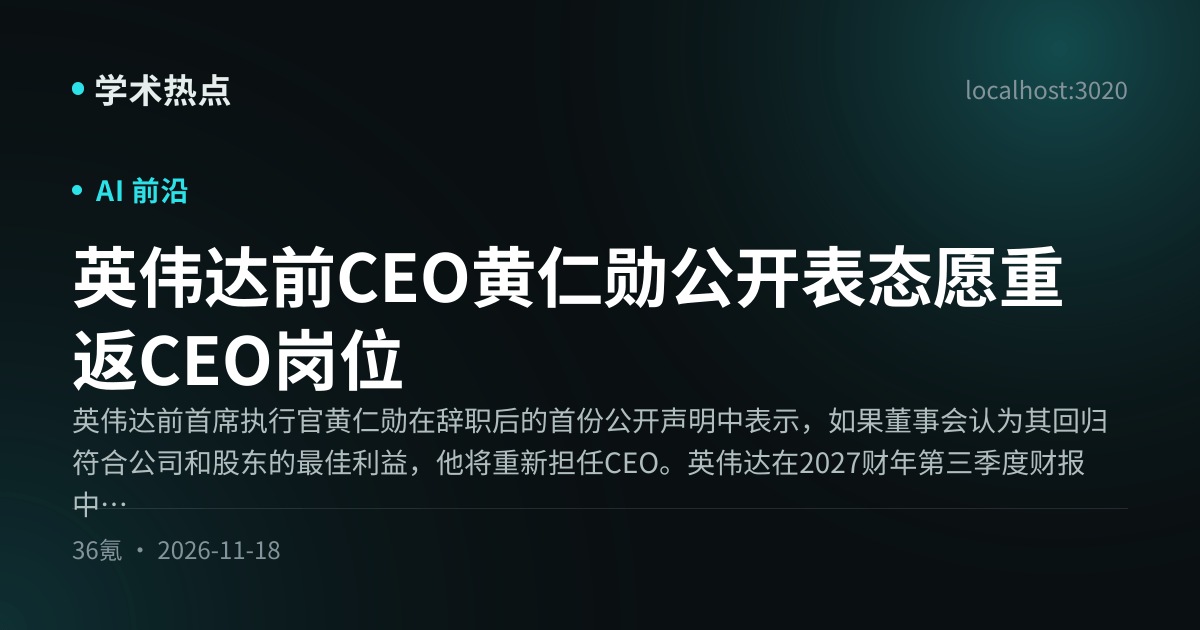 学术热点
localhost:3020
AI 前沿
英伟达前CEO黄仁勋公开表态愿重
返CEO岗位
英伟达前首席执行官黄仁勋在辞职后的首份公开声明中表示，如果董事会认为其回归
符合公司和股东的最佳利益，他将重新担任CEO。英伟达在2027财年第三季度财报
中…
36氪 · 2026-11-18